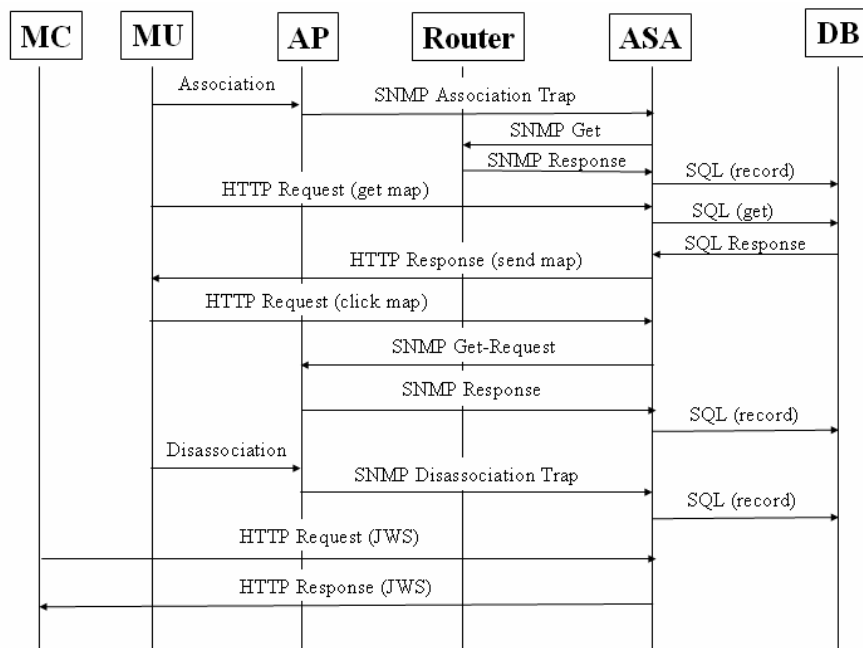 MC MU AP Router ASA DB
Association
SNMP Association Trap
SNMP Get
SNMP Response
SQL (record)
HTTP Request (get map)
SQL (get)
SQL Response
HTTP Response (send map)
HTTP Request (click map)
SNMP Get-Request
SNMP Response
SQL (record)
Disassociation
SNMP Disassociation Trap
SQL (record)
HTTP Request (JWS)
HTTP Response (JWS)